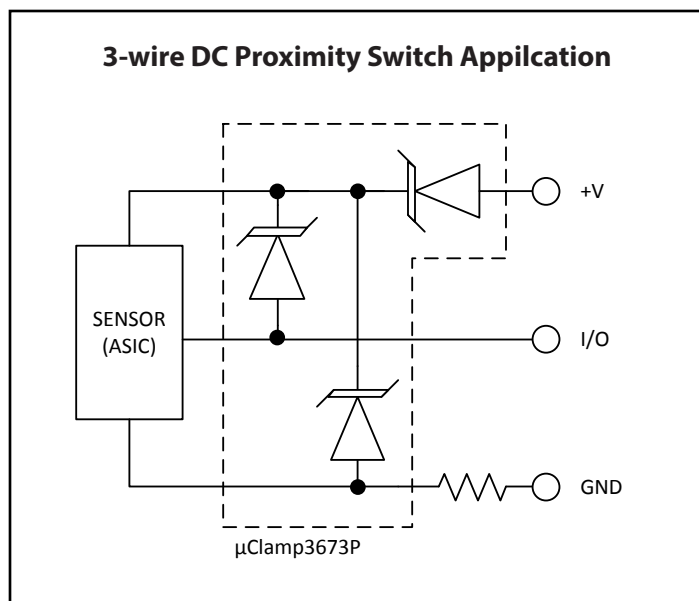 3-wire DC Proximity Switch Appilcation
+V
SENSOR
(ASIC)
I/O
GND
µClamp3673P